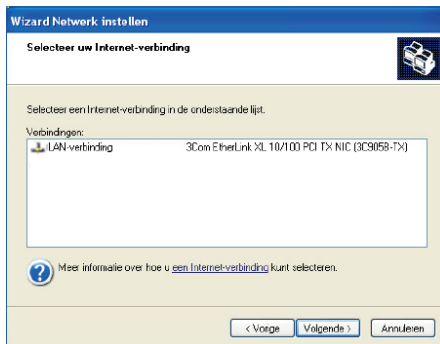 Wizard Netwerk instellen
Selecteer uw Internet-verbinding
Selecteer een Internet-verbinding in de onderstaande lijst.
Verbindingen:
LAN-verbinding 3Com EtherLink XL 10/100 PCI TX NIC (3C905B-TX)
Meer informatie over hoe u een Internet-verbinding kunt selecteren.
< Vorige Volgende > Annuleren